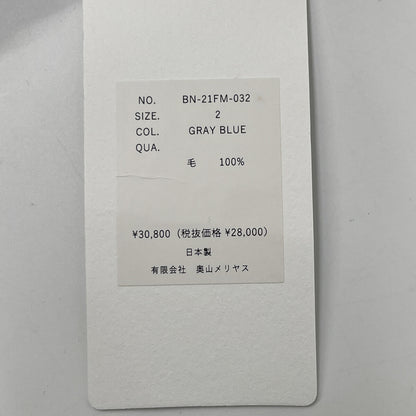 NO. BN-21FM-032
SIZE. 2
COL. GRAY BLUE
QUA.
毛 100%
¥30,800（税抜価格 ¥28,000）
日本製
有限会社 奥山メリヤス